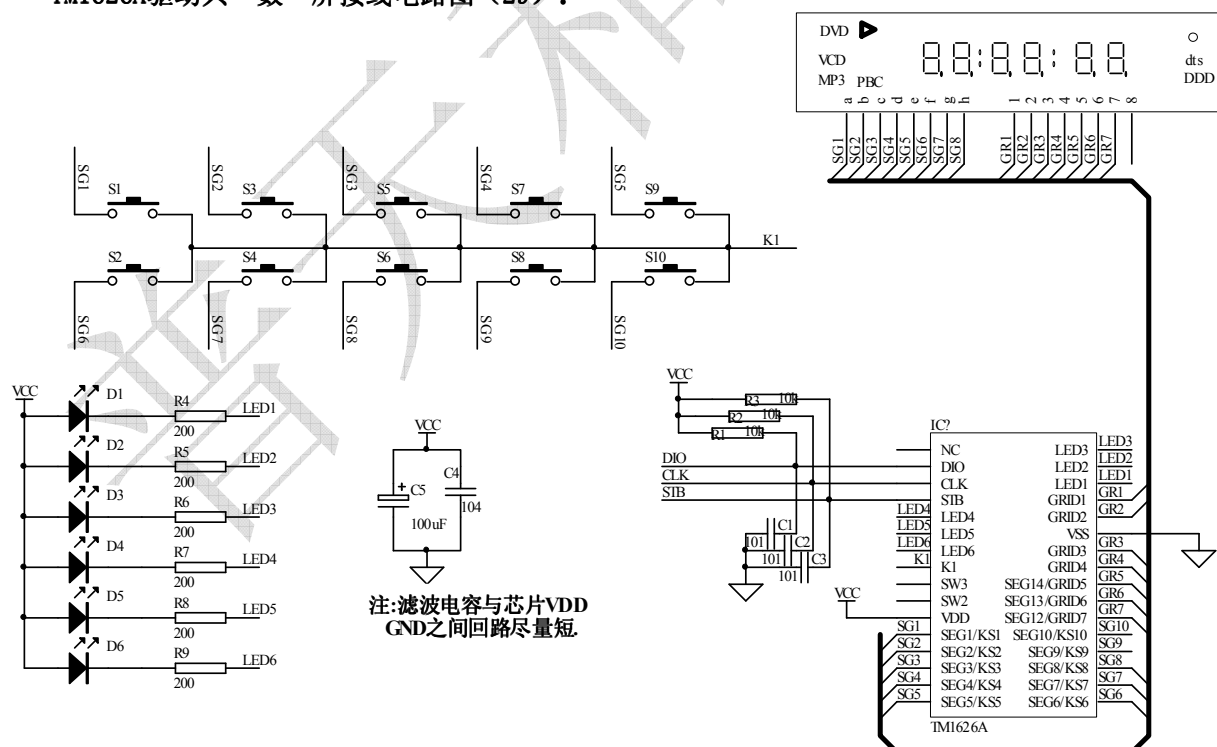 DVD
VCD
MP3 PBC
dts
DDD
a b c d e f g h 1 2 3 4 5 6 7 8
SG1 SG2 SG3 SG4 SG5 SG6 SG7 SG8 GR1 GR2 GR3 GR4 GR5 GR6 GR7
SG1 SG2 SG3 SG4 SG5
S1 S3 S5 S7 S9
K1
S2 S4 S6 S8 S10
SG6 SG7 SG8 SG9 SG10
VCC
D1 R4 200 LED1
D2 R5 200 LED2
D3 R6 200 LED3
D4 R7 200 LED4
D5 R8 200 LED5
D6 R9 200 LED6
VCC
C5 100uF
C4 104
注:滤波电容与芯片VDD
GND之间回路尽量短.
VCC
R3 10k
R2 10k
R1 10k
DIO
CLK
STB
C1 101
C2 101
C3 101
VCC
IC?
NC LED3 LED3
DIO LED2 LED2
CLK LED1 LED1
STB GRID1 GR1
LED4 LED4 GRID2 GR2
LED5 LED5 VSS
LED6 LED6 GRID3 GR3
K1 K1 GRID4 GR4
SW3 SEG14/GRID5 GR5
SW2 SEG13/GRID6 GR6
VDD SEG12/GRID7 GR7
SG1 SEG1/KS1 SEG10/KS10 SG10
SG2 SEG2/KS2 SEG9/KS9 SG9
SG3 SEG3/KS3 SEG8/KS8 SG8
SG4 SEG4/KS4 SEG7/KS7 SG7
SG5 SEG5/KS5 SEG6/KS6 SG6
TM1626A